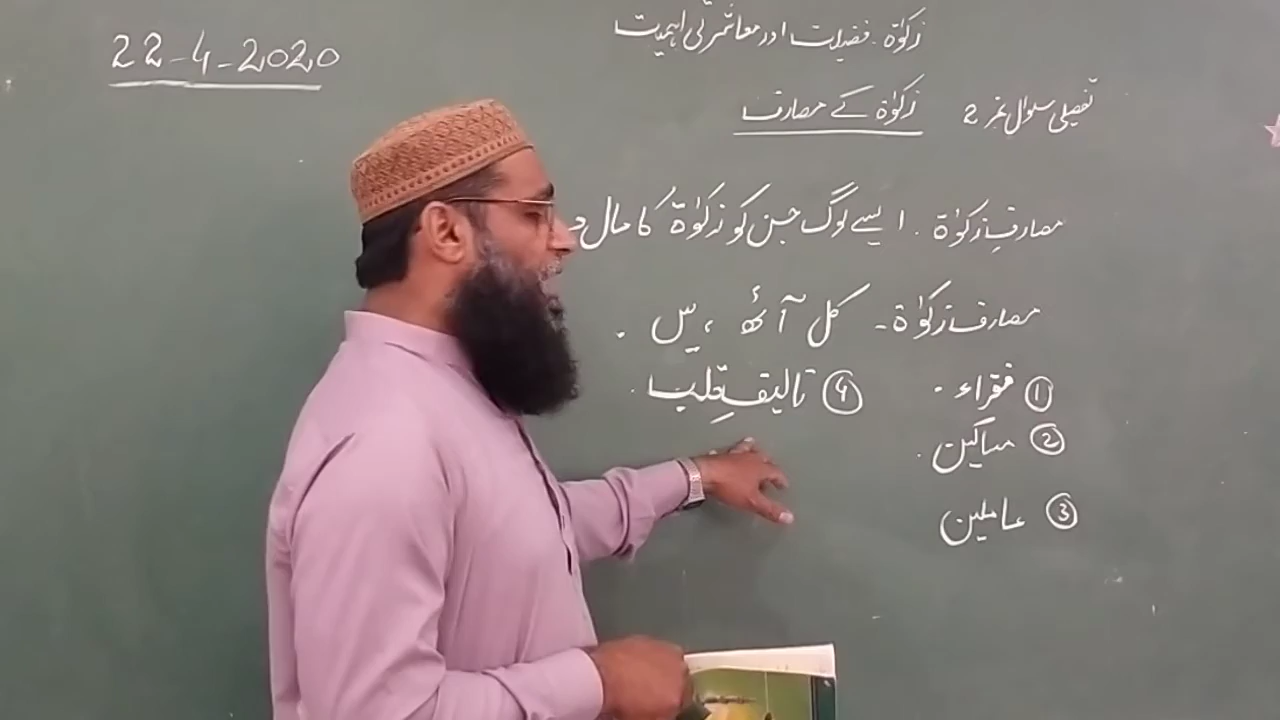 22-4-2020
زکوٰۃ - فضیلت اور معاشرتی اہمیت
تفصیلی سوال نمبر 2 زکوٰۃ کے مصارف
مصارفِ زکوٰۃ . ایسے لوگ جن کو زکوٰۃ کا مال
مصارف زکوٰۃ - کل آٹھ ہیں .
① فقراء - ④ تالیفِ قلب .
② مساکین .
③ عاملین